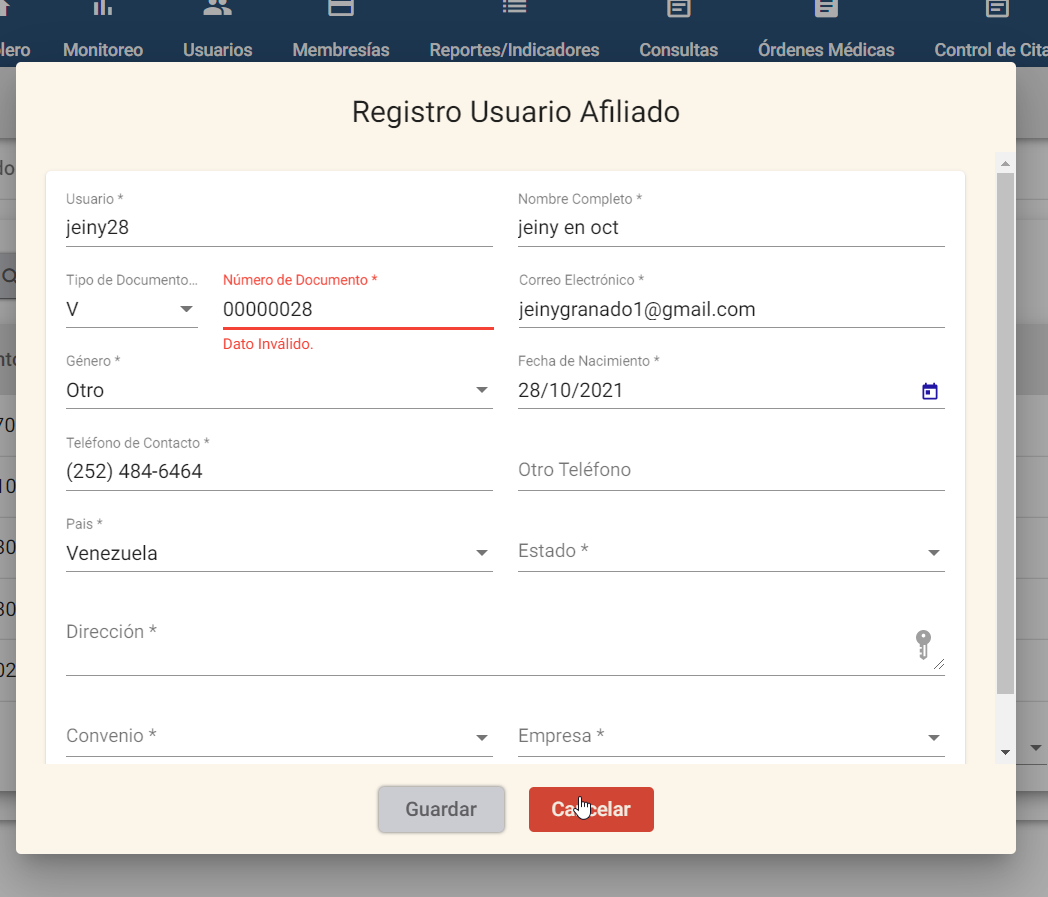 lero Monitoreo Usuarios Membresías Reportes/Indicadores Consultas Órdenes Médicas Control de Cita
Registro Usuario Afiliado
do
Usuario * Nombre Completo *
jeiny28 jeiny en oct
Tipo de Documento... Número de Documento * Correo Electrónico *
V 00000028 jeinygranado1@gmail.com
Dato Inválido.
Género * Fecha de Nacimiento *
Otro 28/10/2021
Teléfono de Contacto *
(252) 484-6464 Otro Teléfono
Pais *
Venezuela Estado *
Dirección *
Convenio * Empresa *
Guardar Cancelar